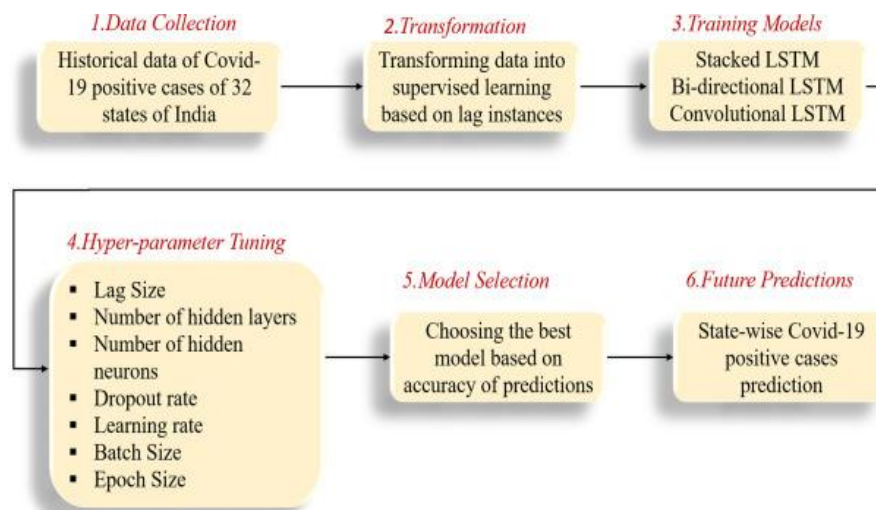 1.Data Collection
Historical data of Covid-
19 positive cases of 32
states of India
2.Transformation
Transforming data into
supervised learning
based on lag instances
3.Training Models
Stacked LSTM
Bi-directional LSTM
Convolutional LSTM
4.Hyper-parameter Tuning
▪ Lag Size
▪ Number of hidden layers
▪ Number of hidden
neurons
▪ Dropout rate
▪ Learning rate
▪ Batch Size
▪ Epoch Size
5.Model Selection
Choosing the best
model based on
accuracy of predictions
6.Future Predictions
State-wise Covid-19
positive cases
prediction